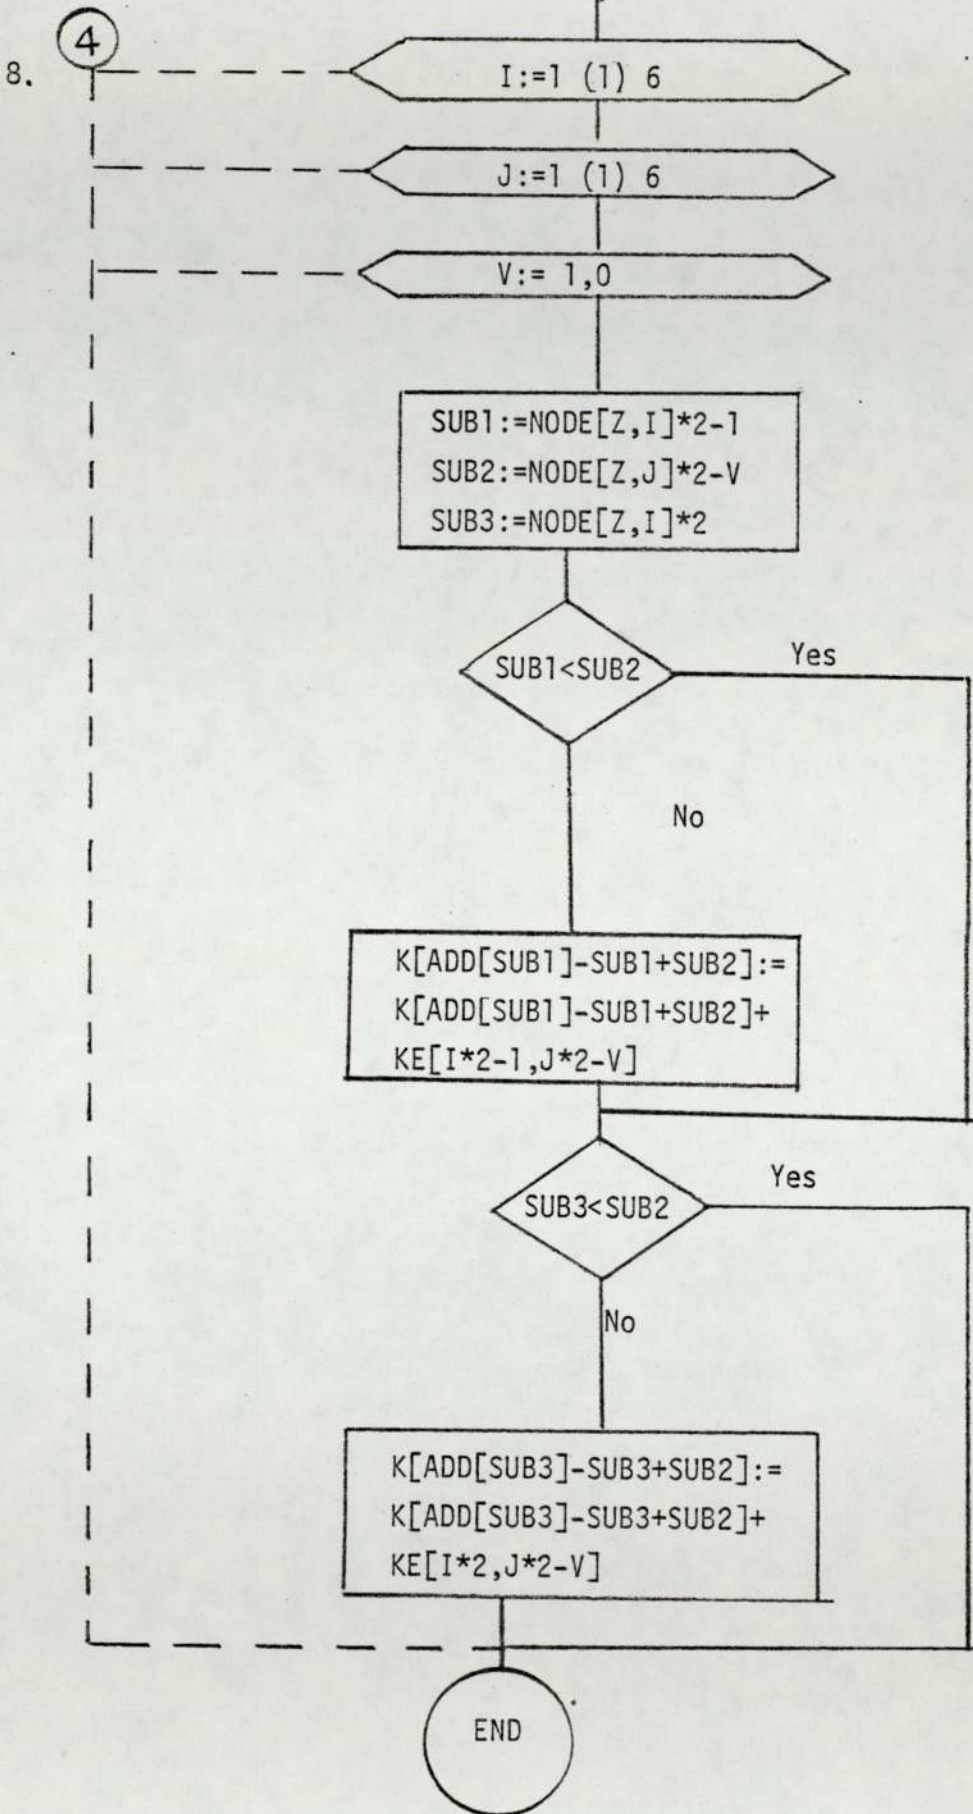 4
8.
I:=1 (1) 6
J:=1 (1) 6
V:= 1,0
SUB1:=NODE[Z,I]*2-1
SUB2:=NODE[Z,J]*2-V
SUB3:=NODE[Z,I]*2
SUB1<SUB2
Yes
No
K[ADD[SUB1]-SUB1+SUB2]:=
K[ADD[SUB1]-SUB1+SUB2]+
KE[I*2-1,J*2-V]
SUB3<SUB2
Yes
No
K[ADD[SUB3]-SUB3+SUB2]:=
K[ADD[SUB3]-SUB3+SUB2]+
KE[I*2,J*2-V]
END